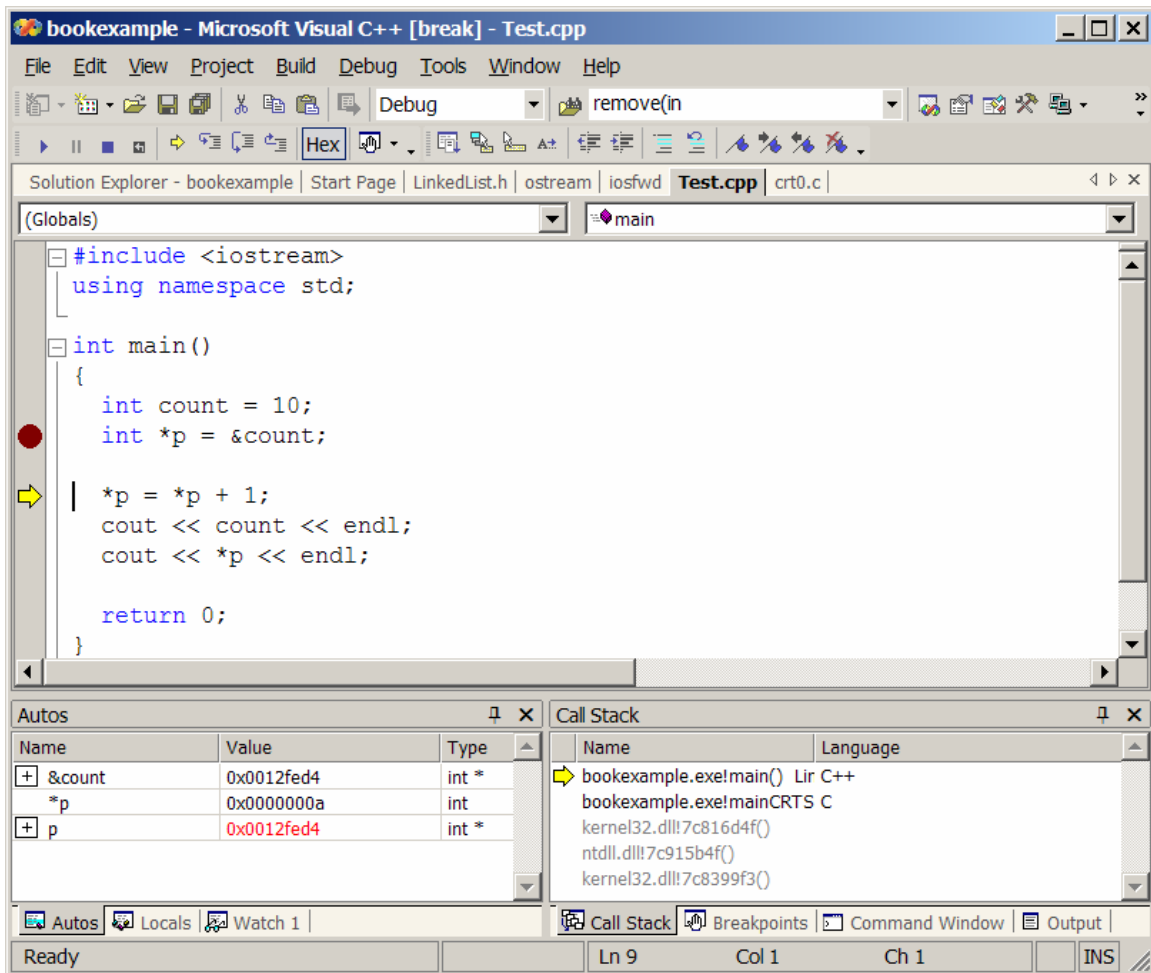 bookexample - Microsoft Visual C++ [break] - Test.cpp
File Edit View Project Build Debug Tools Window Help
Debug remove(in
Hex
Solution Explorer - bookexample Start Page LinkedList.h ostream iosfwd Test.cpp crt0.c
(Globals) main
#include <iostream>
using namespace std;
int main()
{
int count = 10;
int *p = &count;
*p = *p + 1;
cout << count << endl;
cout << *p << endl;
return 0;
}
Autos
Name Value Type
&count 0x0012fed4 int *
*p 0x0000000a int
p 0x0012fed4 int *
Autos Locals Watch 1
Call Stack
Name Language
bookexample.exe!main() Lir C++
bookexample.exe!mainCRTS C
kernel32.dll!7c816d4f()
ntdll.dll!7c915b4f()
kernel32.dll!7c8399f3()
Call Stack Breakpoints Command Window Output
Ready Ln 9 Col 1 Ch 1 INS